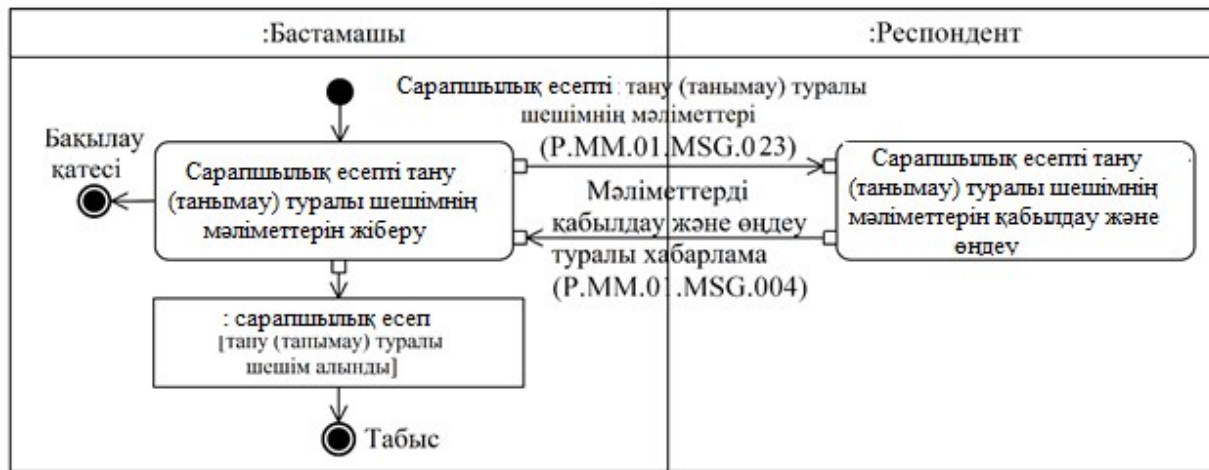 :Бастамашы
:Респондент
Сарапшылық есепті : тану (танымау) туралы
шешімнің мәліметтері
(P.MM.01.MSG.023)
Бақылау
қатесі
Сарапшылық есепті тану
(танымау) туралы шешімнің
мәліметтерін жіберу
Сарапшылық есепті тану
(танымау) туралы шешімнің
мәліметтерін қабылдау және
өңдеу
Мәліметтерді
қабылдау және өңдеу
туралы хабарлама
(P.MM.01.MSG.004)
: сарапшылық есеп
[тану (танымау) туралы
шешім алынды]
Табыс